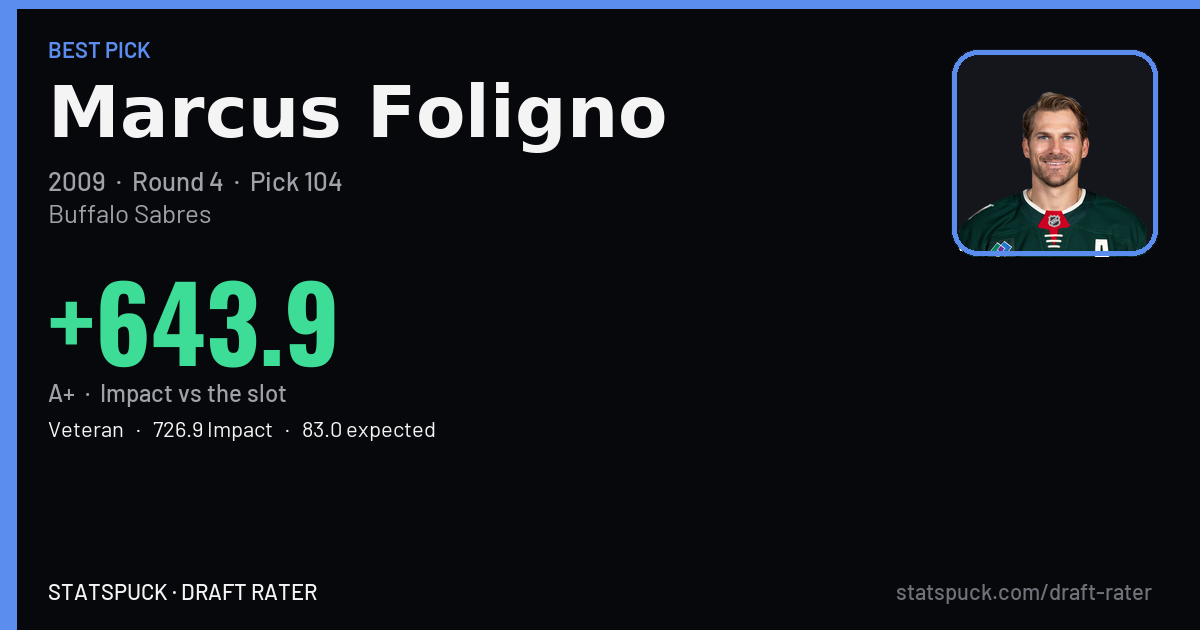 BEST PICK
Marcus Foligno
2009 · Round 4 · Pick 104
Buffalo Sabres
+643.9
A+ · Impact vs the slot
Veteran · 726.9 Impact · 83.0 expected
A
STATSPUCK · DRAFT RATER
statspuck.com/draft-rater